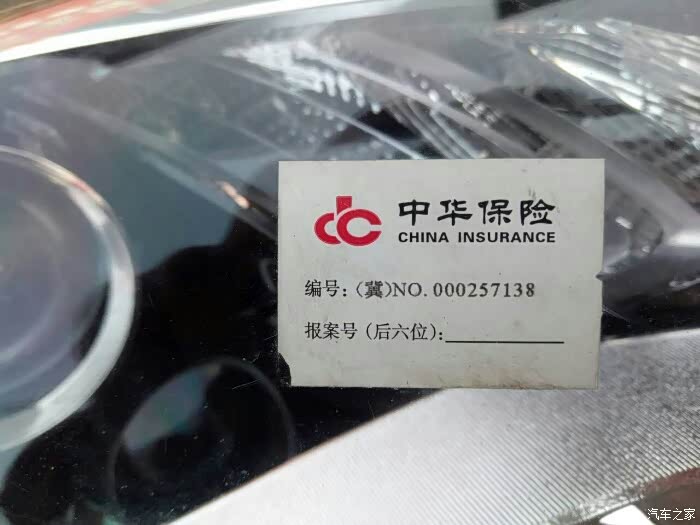 中华保险
CHINA INSURANCE
编号:(冀)NO.000257138
报案号(后六位):
汽车之家